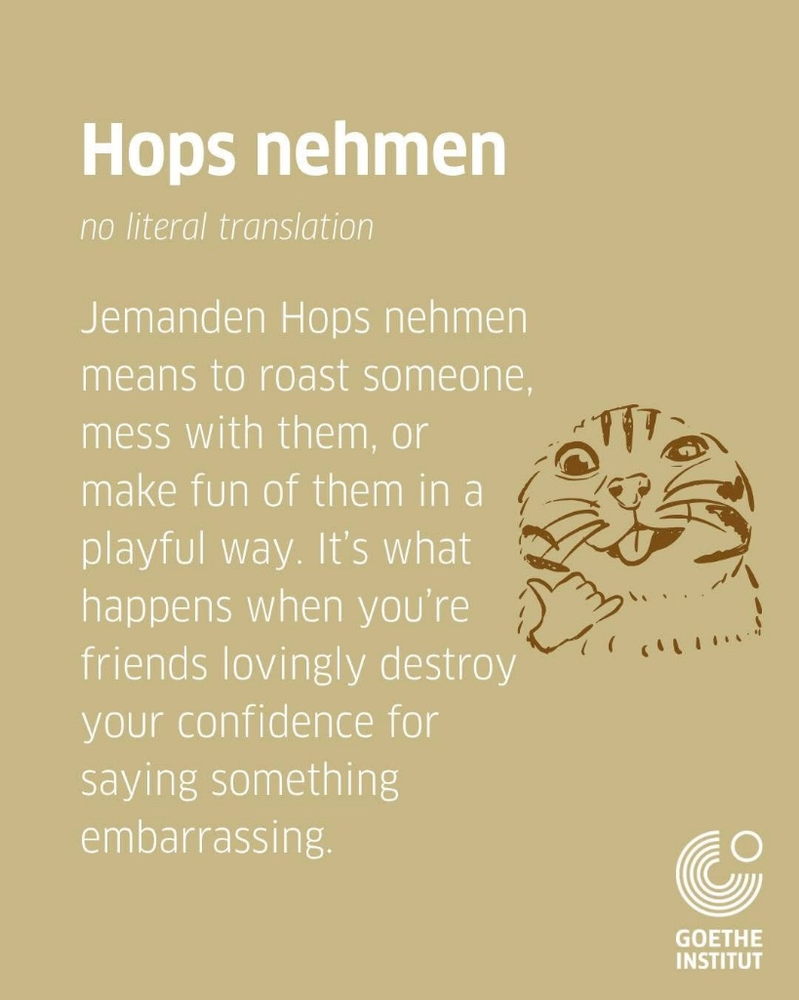 Hops nehmen
no literal translation
Jemanden Hops nehmen
means to roast someone,
mess with them, or
make fun of them in a
playful way. It’s what
happens when you’re
friends lovingly destroy
your confidence for
saying something
embarrassing.
GOETHE
INSTITUT